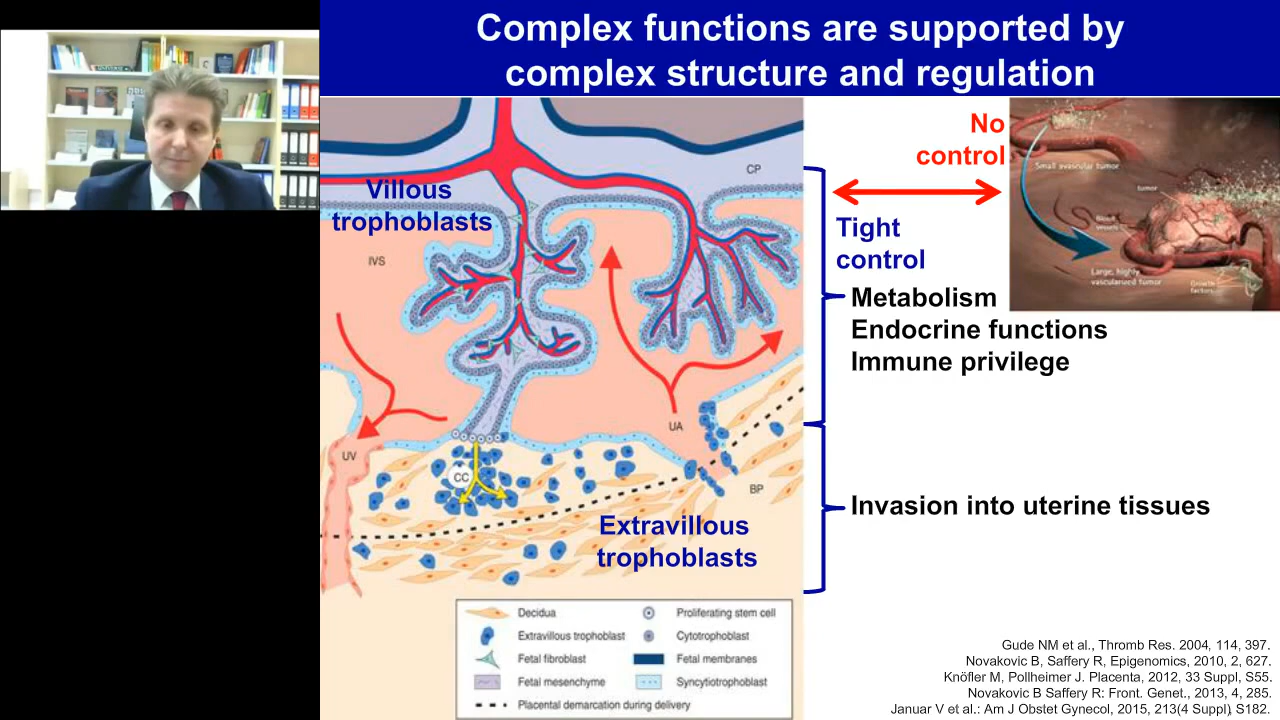 Complex functions are supported by
complex structure and regulation
No
control
Small avascular tumor
tumor
Blood
vessels
Large, highly
vascularised tumor
Growth
factors
CP
Villous
trophoblasts
Tight
control
IVS
Metabolism
Endocrine functions
Immune privilege
UA
UV
CC
BP
Invasion into uterine tissues
Extravillous
trophoblasts
Decidua
Extravillous trophoblast
Fetal fibroblast
Fetal mesenchyme
Proliferating stem cell
Cytotrophoblast
Fetal membranes
Syncytiotrophoblast
Placental demarcation during delivery
Gude NM et al., Thromb Res. 2004, 114, 397.
Novakovic B, Saffery R, Epigenomics, 2010, 2, 627.
Knöfler M, Pollheimer J. Placenta, 2012, 33 Suppl, S55.
Novakovic B Saffery R: Front. Genet., 2013, 4, 285.
Januar V et al.: Am J Obstet Gynecol, 2015, 213(4 Suppl), S182.